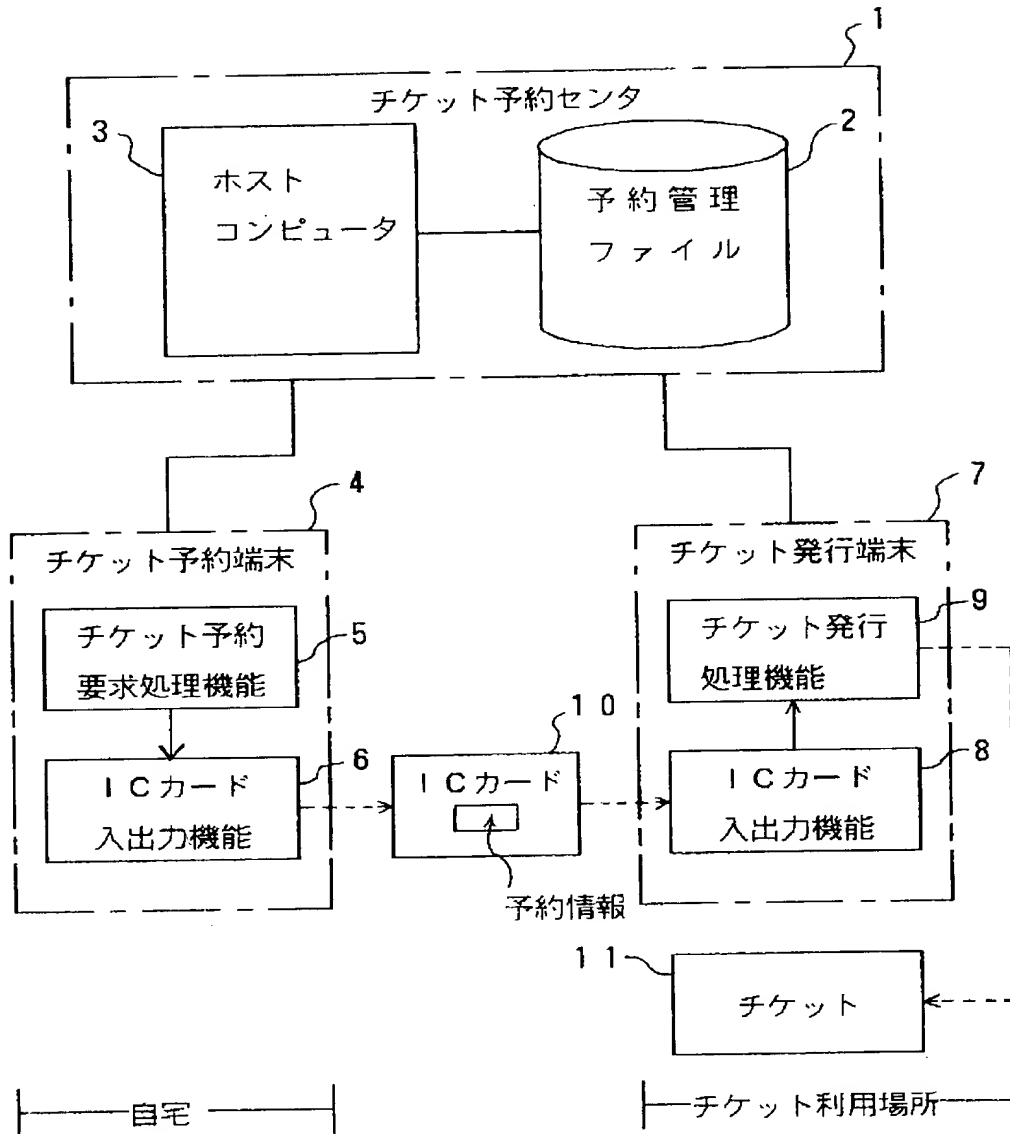 1
チケット予約センタ
3
2
ホスト
コンピュータ
予約管理
ファイル
4
7
チケット予約端末
チケット発行端末
チケット予約
要求処理機能
5
チケット発行
処理機能
9
10
ICカード
入出力機能
6
ICカード
ICカード
入出力機能
8
予約情報
11
チケット
自宅
チケット利用場所